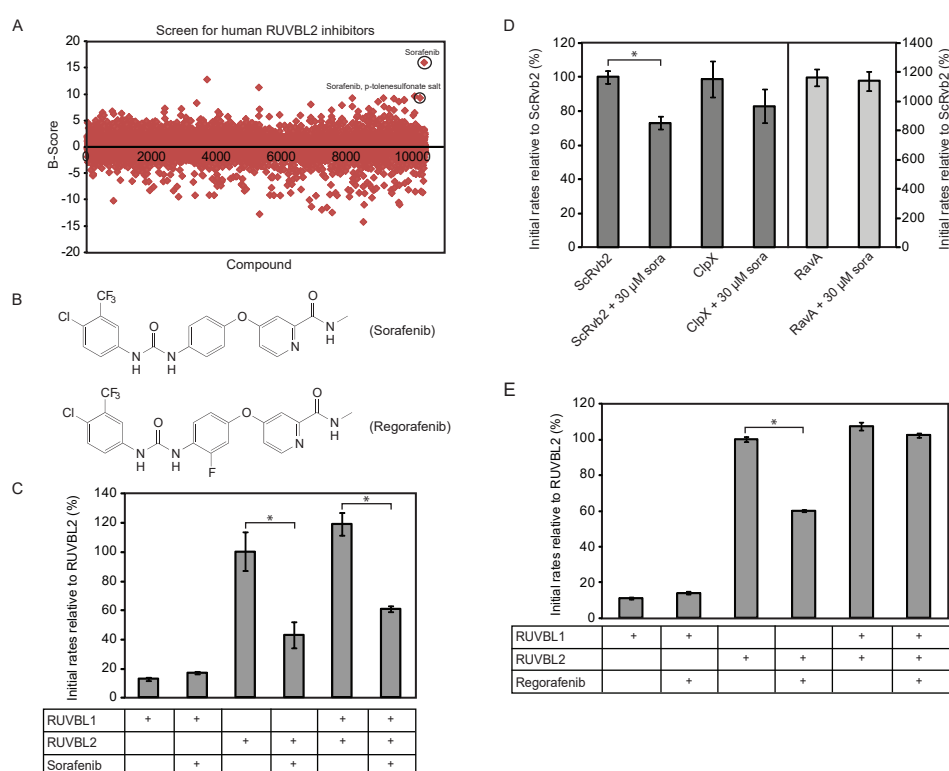 A
Screen for human RUVBL2 inhibitors
B-Score
20
15
10
5
0
-5
-10
-15
-20
0 2000 4000 6000 8000 10000
Sorafenib
Sorafenib, p-tolenesulfonate salt
Compound
B
CF3
Cl
O
N
H
N
H
O
N
O
N
H
(Sorafenib)
CF3
Cl
O
N
H
N
H
F
O
N
O
N
H
(Regorafenib)
C
Initial rates relative to RUVBL2 (%)
140
120
100
80
60
40
20
0
* *
RUVBL1 + + + +
RUVBL2 + + + +
Sorafenib + + +
D
Initial rates relative to ScRvb2 (%)
120
100
80
60
40
20
0
*
1400
1200
1000
800
600
400
200
0
Initial rates relative to ScRvb2 (%)
ScRvb2
ScRvb2 + 30 µM sora
ClpX
ClpX + 30 µM sora
RavA
RavA + 30 µM sora
E
Initial rates relative to RUVBL2 (%)
120
100
80
60
40
20
0
*
RUVBL1 + + + +
RUVBL2 + + + +
Regorafenib + + +